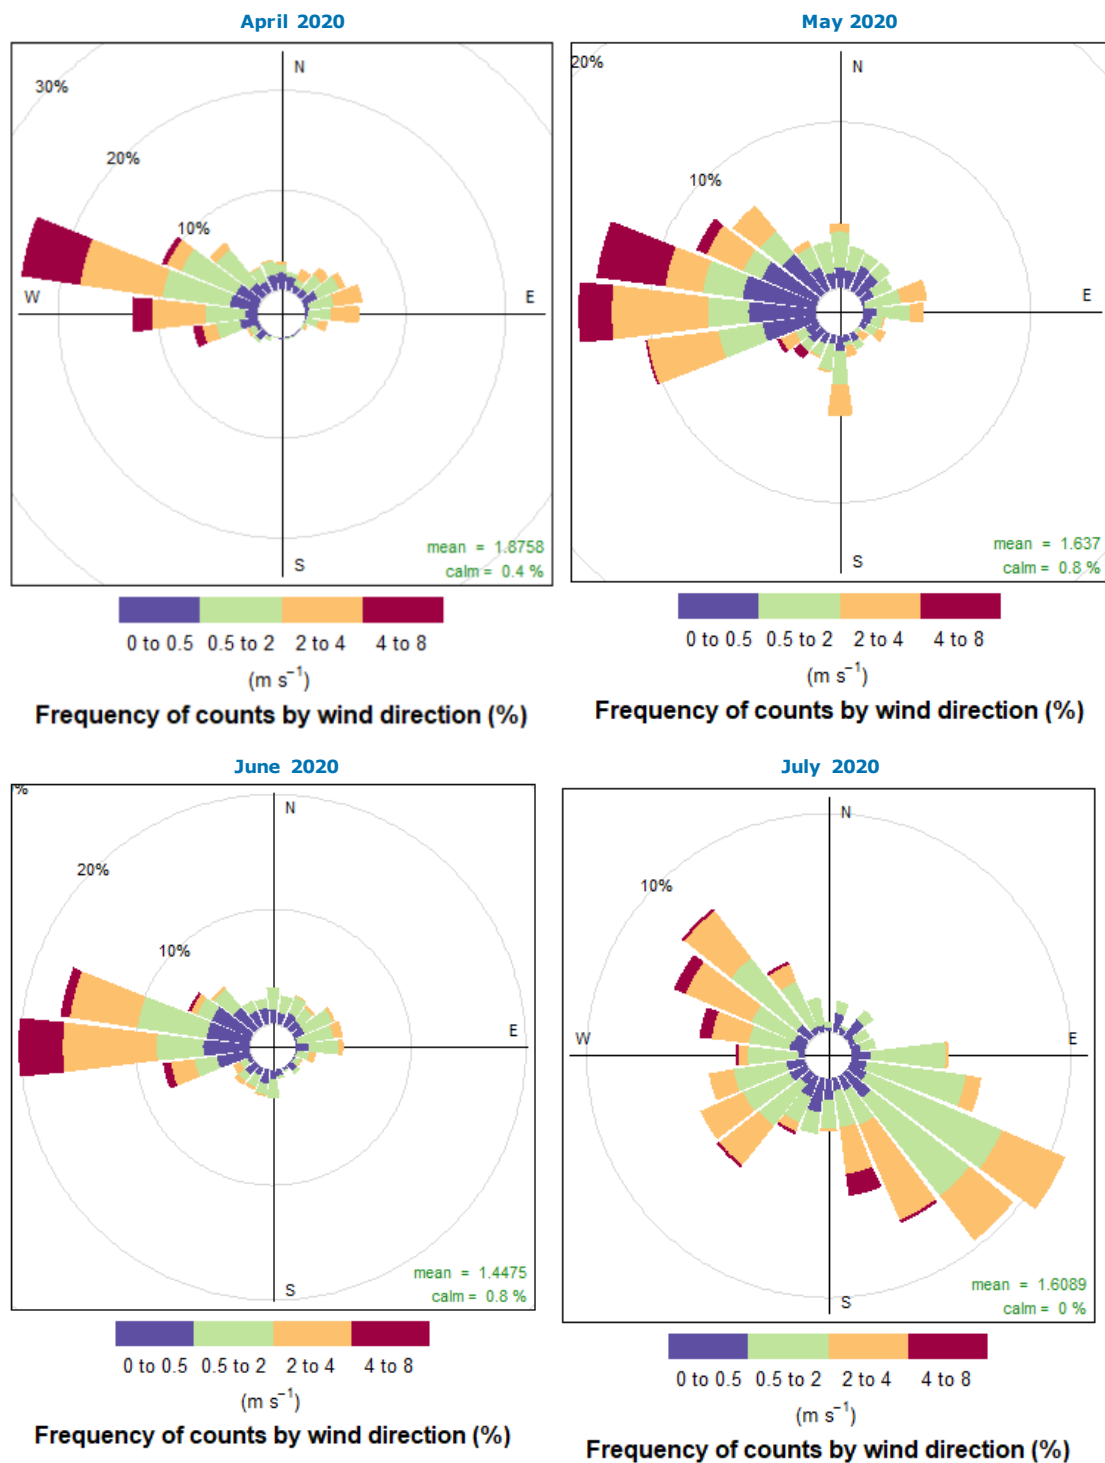 April 2020
May 2020
30%
20%
10%
N
W
E
S
mean = 1.8758
calm = 0.4 %
20%
10%
N
E
S
mean = 1.637
calm = 0.8 %
0 to 0.5 0.5 to 2 2 to 4 4 to 8
(m s⁻¹)
Frequency of counts by wind direction (%)
0 to 0.5 0.5 to 2 2 to 4 4 to 8
(m s⁻¹)
Frequency of counts by wind direction (%)
June 2020
July 2020
%
20%
10%
N
E
S
mean = 1.4475
calm = 0.8 %
10%
N
W
E
S
mean = 1.6089
calm = 0 %
0 to 0.5 0.5 to 2 2 to 4 4 to 8
(m s⁻¹)
Frequency of counts by wind direction (%)
0 to 0.5 0.5 to 2 2 to 4 4 to 8
(m s⁻¹)
Frequency of counts by wind direction (%)